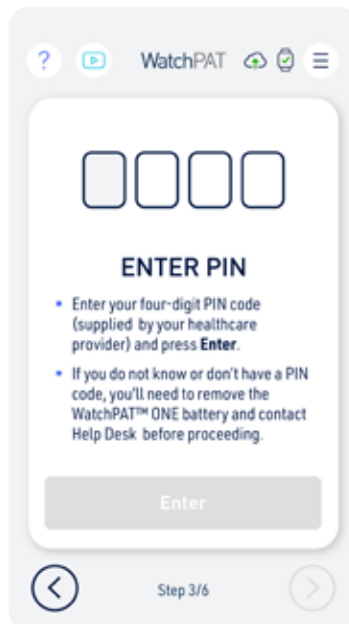 ?
WatchPAT
ENTER PIN
• Enter your four-digit PIN code
(supplied by your healthcare
provider) and press Enter.
• If you do not know or don't have a PIN
code, you'll need to remove the
WatchPAT™ ONE battery and contact
Help Desk before proceeding.
Enter
Step 3/6